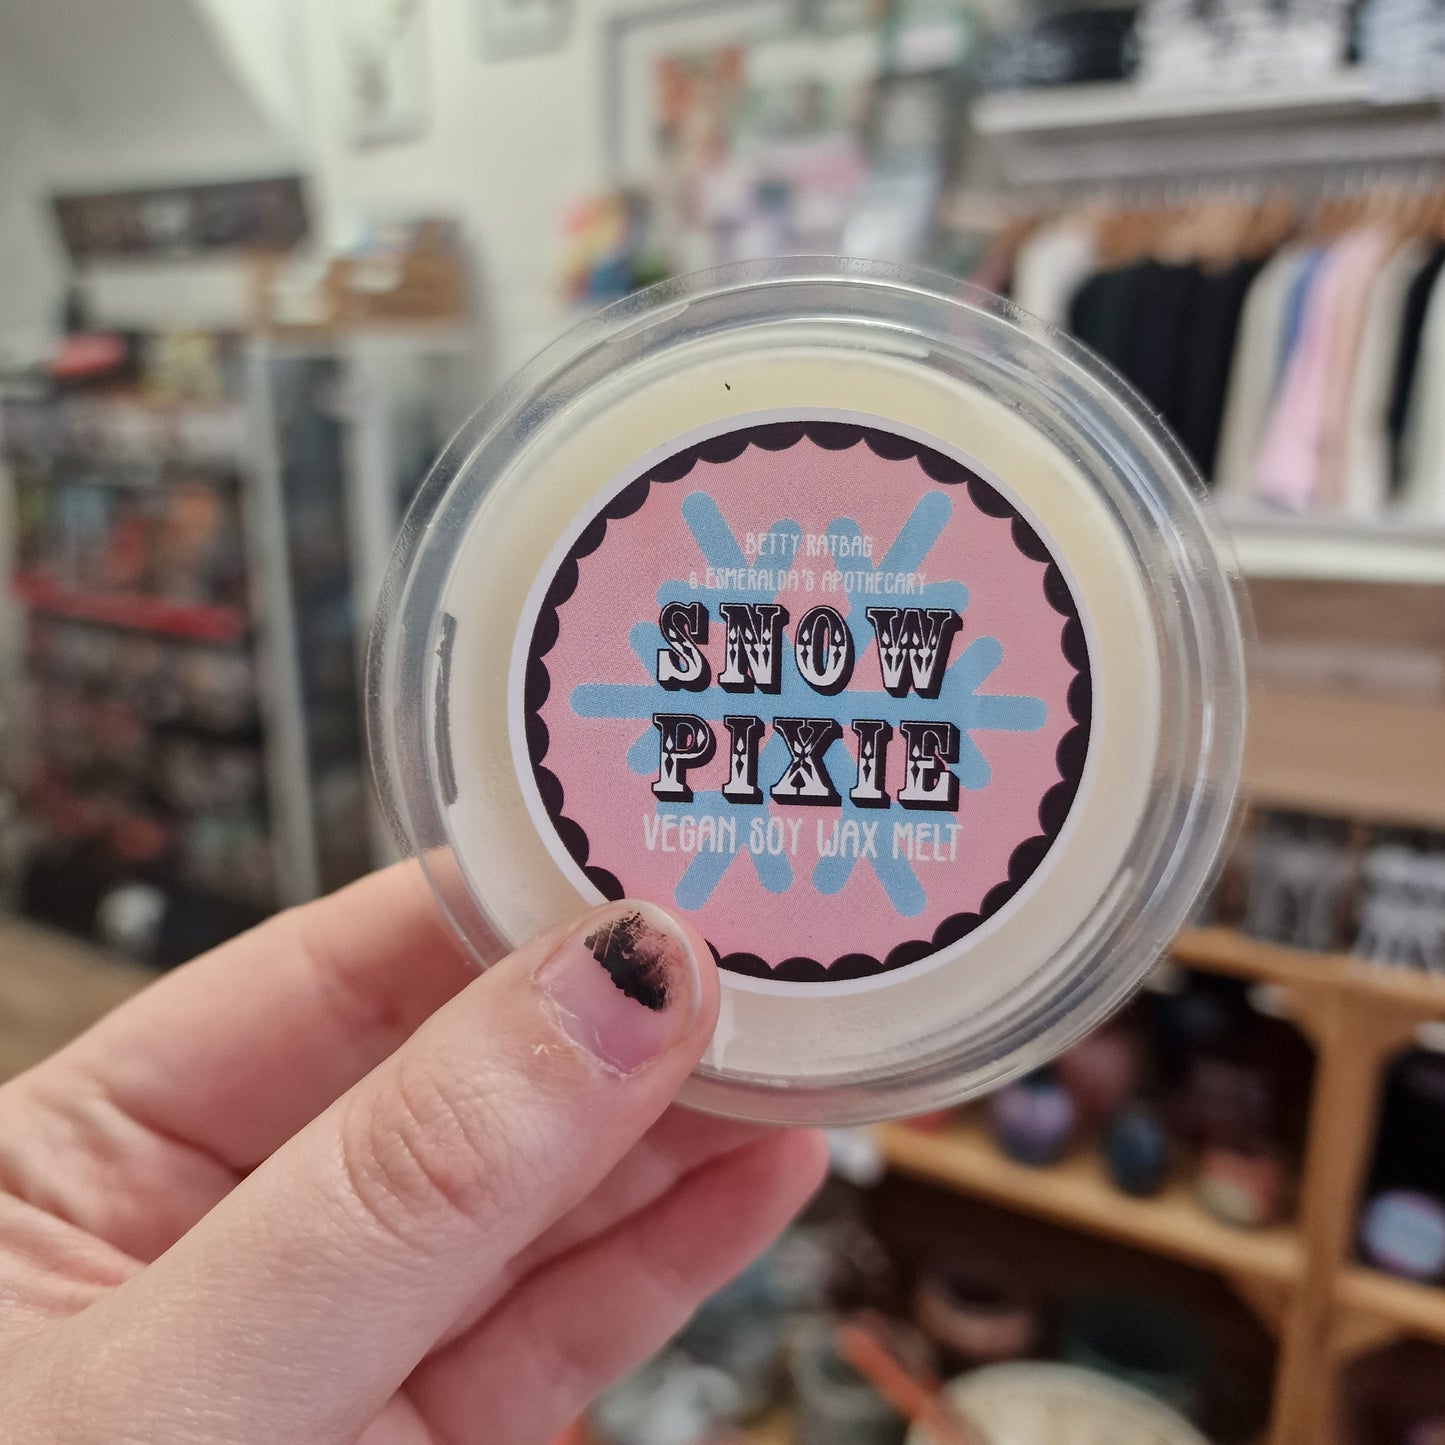 BETTY RATBAG
& ESMERALDA'S APOTHECARY
SNOW
PIXIE
VEGAN SOY WAX MELT